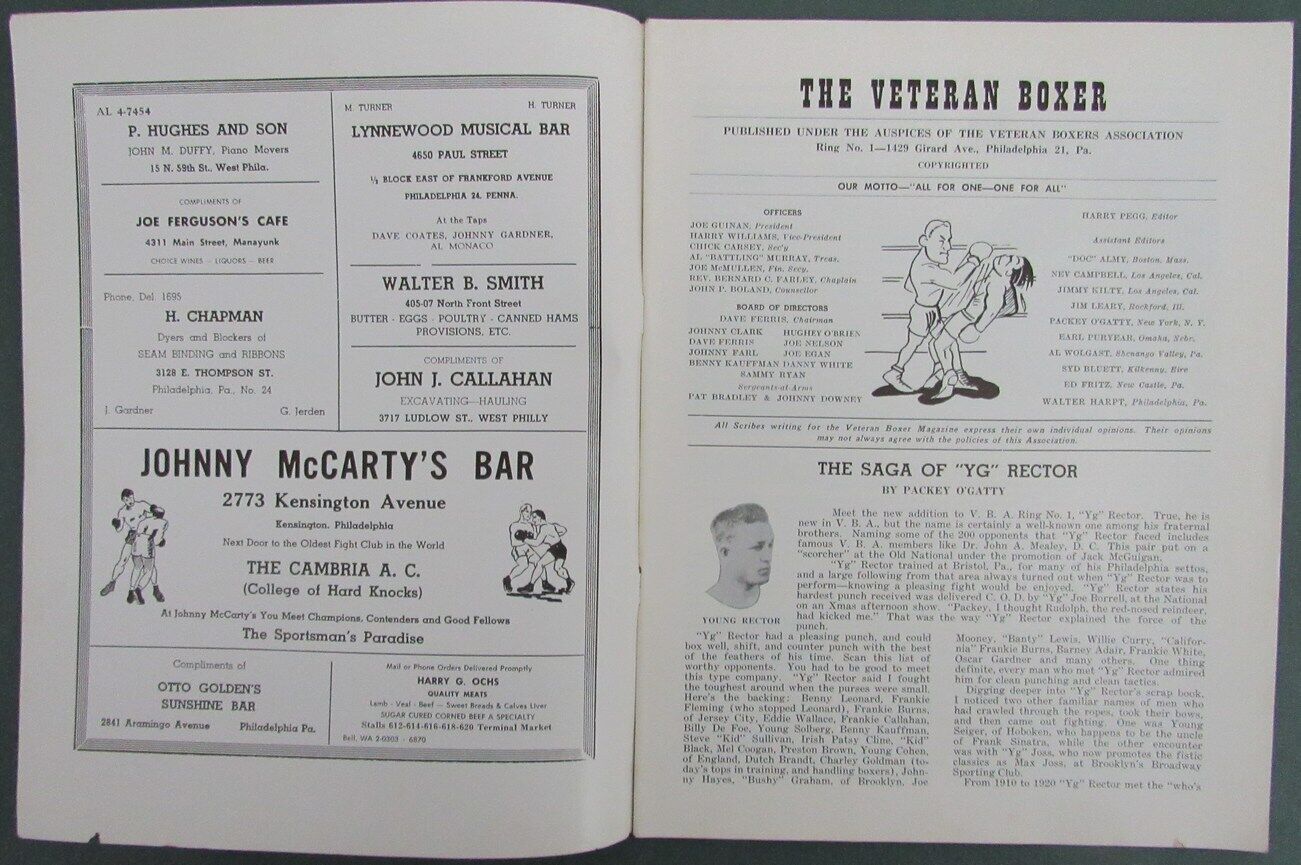 AL 4-7454
P. HUGHES AND SON
JOHN M. DUFFY, Piano Movers
15 N. 59th St., West Phila.
COMPLIMENTS OF
JOE FERGUSON'S CAFE
4311 Main Street, Manayunk
CHOICE WINES - LIQUORS - BEER
Phone, Del. 1695
H. CHAPMAN
Dyers and Blockers of
SEAM BINDING and RIBBONS
3128 E. THOMPSON ST.
Philadelphia, Pa., No. 24
J. Gardner G. Jerden
M. TURNER H. TURNER
LYNNEWOOD MUSICAL BAR
4650 PAUL STREET
½ BLOCK EAST OF FRANKFORD AVENUE
PHILADELPHIA 24, PENNA.
At the Taps
DAVE COATES, JOHNNY GARDNER,
AL MONACO
WALTER B. SMITH
405-07 North Front Street
BUTTER - EGGS - POULTRY - CANNED HAMS
PROVISIONS, ETC.
COMPLIMENTS OF
JOHN J. CALLAHAN
EXCAVATING—HAULING
3717 LUDLOW ST., WEST PHILLY
JOHNNY McCARTY'S BAR
2773 Kensington Avenue
Kensington, Philadelphia
Next Door to the Oldest Fight Club in the World
THE CAMBRIA A. C.
(College of Hard Knocks)
At Johnny McCarty's You Meet Champions, Contenders and Good Fellows
The Sportsman's Paradise
Compliments of
OTTO GOLDEN'S
SUNSHINE BAR
2841 Aramingo Avenue Philadelphia Pa.
Mail or Phone Orders Delivered Promptly
HARRY G. OCHS
QUALITY MEATS
Lamb - Veal - Beef — Sweet Breads & Calves Liver
SUGAR CURED CORNED BEEF A SPECIALTY
Stalls 612-614-616-618-620 Terminal Market
Bell, WA 2-0303 - 6870
THE VETERAN BOXER
PUBLISHED UNDER THE AUSPICES OF THE VETERAN BOXERS ASSOCIATION
Ring No. 1—1429 Girard Ave., Philadelphia 21, Pa.
COPYRIGHTED
OUR MOTTO—"ALL FOR ONE—ONE FOR ALL"
OFFICERS
JOE GUINAN, President
HARRY WILLIAMS, Vice-President
CHICK CARSEY, Sec'y
AL "BATTLING" MURRAY, Treas.
JOE McMULLEN, Fin. Secy.
REV. BERNARD C. FARLEY, Chaplain
JOHN P. BOLAND, Counsellor
BOARD OF DIRECTORS
DAVE FERRIS, Chairman
JOHNNY CLARK HUGHEY O'BRIEN
DAVE FERRIS JOE NELSON
JOHNNY FARL JOE EGAN
BENNY KAUFFMAN DANNY WHITE
SAMMY RYAN
Sergeants-at-Arms
PAT BRADLEY & JOHNNY DOWNEY
HARRY PEGG, Editor
Assistant Editors
"DOC" ALMY, Boston, Mass.
NEV CAMPBELL, Los Angeles, Cal.
JIMMY KILTY, Los Angeles, Cal.
JIM LEARY, Rockford, Ill.
PACKEY O'GATTY, New York, N. Y.
EARL PURYEAR, Omaha, Nebr.
AL WOLGAST, Shenango Valley, Pa.
SYD BLUETT, Kilkenny, Eire
ED FRITZ, New Castle, Pa.
WALTER HARPT, Philadelphia, Pa.
All Scribes writing for the Veteran Boxer Magazine express their own individual opinions. Their opinions
may not always agree with the policies of this Association.
THE SAGA OF "YG" RECTOR
BY PACKEY O'GATTY
Meet the new addition to V. B. A. Ring No. 1, "Yg" Rector. True, he is
new in V. B. A., but the name is certainly a well-known one among his fraternal
brothers. Naming some of the 200 opponents that "Yg" Rector faced includes
famous V. B. A. members like Dr. John A. Mealey, D. C. This pair put on a
"scorcher" at the Old National under the promotion of Jack McGuigan.
"Yg" Rector trained at Bristol, Pa., for many of his Philadelphia settos,
and a large following from that area always turned out when "Yg" Rector was to
perform—knowing a pleasing fight would be enjoyed. "Yg" Rector states his
hardest punch received was delivered C. O. D. by "Yg" Joe Borrell, at the National
on an Xmas afternoon show. "Packey, I thought Rudolph, the red-nosed reindeer,
had kicked me." That was the way "Yg" Rector explained the force of the
punch.
YOUNG RECTOR
"Yg" Rector had a pleasing punch, and could
box well, shift, and counter punch with the best
of the feathers of his time. Scan this list of
worthy opponents. You had to be good to meet
this type company. "Yg" Rector said I fought
the toughest around when the purses were small.
Here's the backing: Benny Leonard, Frankie
Fleming (who stopped Leonard), Frankie Burns,
of Jersey City, Eddie Wallace, Frankie Callahan,
Billy De Foe, Young Solberg, Benny Kauffman,
Steve "Kid" Sullivan, Irish Patsy Cline, "Kid"
Black, Mel Coogan, Preston Brown, Young Cohen,
of England, Dutch Brandt, Charley Goldman (to-
day's tops in training, and handling boxers), John-
ny Hayes, "Bushy" Graham, of Brooklyn, Joe
Mooney, "Banty" Lewis, Willie Curry, "Califor-
nia" Frankie Burns, Barney Adair, Frankie White,
Oscar Gardner and many others. One thing
definite, every man who met "Yg" Rector admired
him for clean punching and clean tactics.
Digging deeper into "Yg" Rector's scrap book,
I noticed two other familiar names of men who
had crawled through the ropes, took their bows,
and then came out fighting. One was Young
Seiger, of Hoboken, who happens to be the uncle
of Frank Sinatra, while the other encounter
was with "Yg" Joss, who now promotes the fistic
classics as Max Joss, at Brooklyn's Broadway
Sporting Club.
From 1910 to 1920 "Yg" Rector met the "who's